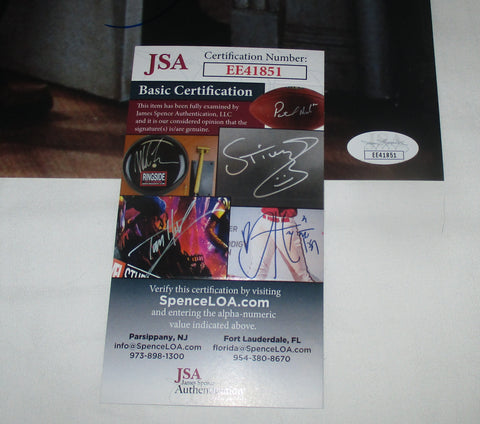 JSA
Certification Number:
EE41851
Basic Certification
This item has been fully examined by
James Spence Authentication, LLC
and it is our considered opinion that the
signature(s) is/are genuine.
RINGSIDE
EE41851
Verify this certification by visiting
SpenceLOA.com
and entering the alpha-numeric
value indicated above.
Parsippany, NJ
info@SpenceLOA.com
973-898-1300
Fort Lauderdale, FL
florida@SpenceLOA.com
954-380-8670
JSA
James Spence
Authentication